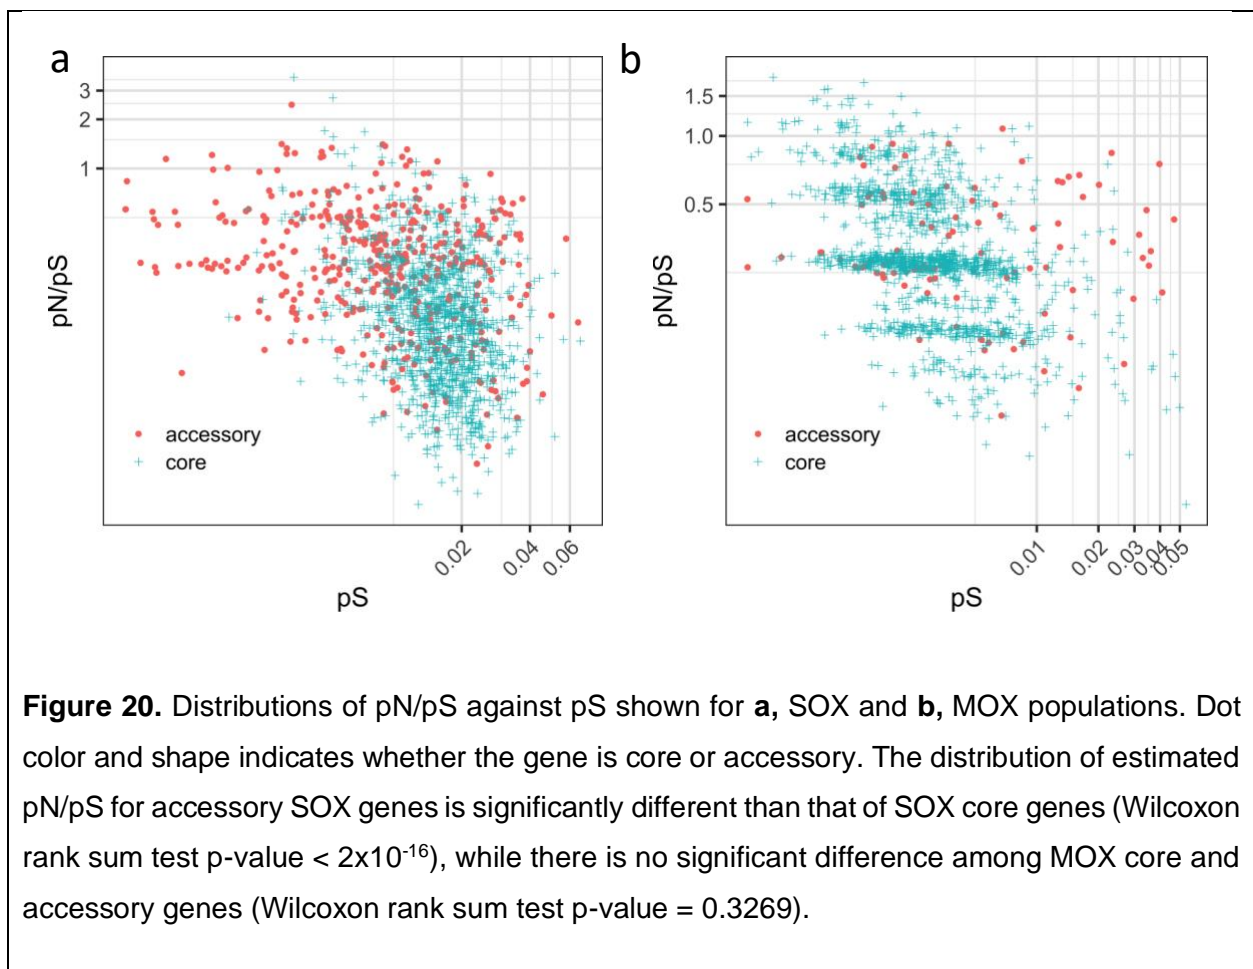 a
b
3
2
1
pN/pS
accessory
core
0.02
0.04
0.06
pS
1.5
1.0
0.5
pN/pS
accessory
core
0.01
0.02
0.03
0.04
0.05
pS
Figure 20. Distributions of pN/pS against pS shown for a, SOX and b, MOX populations. Dot
color and shape indicates whether the gene is core or accessory. The distribution of estimated
pN/pS for accessory SOX genes is significantly different than that of SOX core genes (Wilcoxon
rank sum test p-value < 2x10⁻¹⁶), while there is no significant difference among MOX core and
accessory genes (Wilcoxon rank sum test p-value = 0.3269).